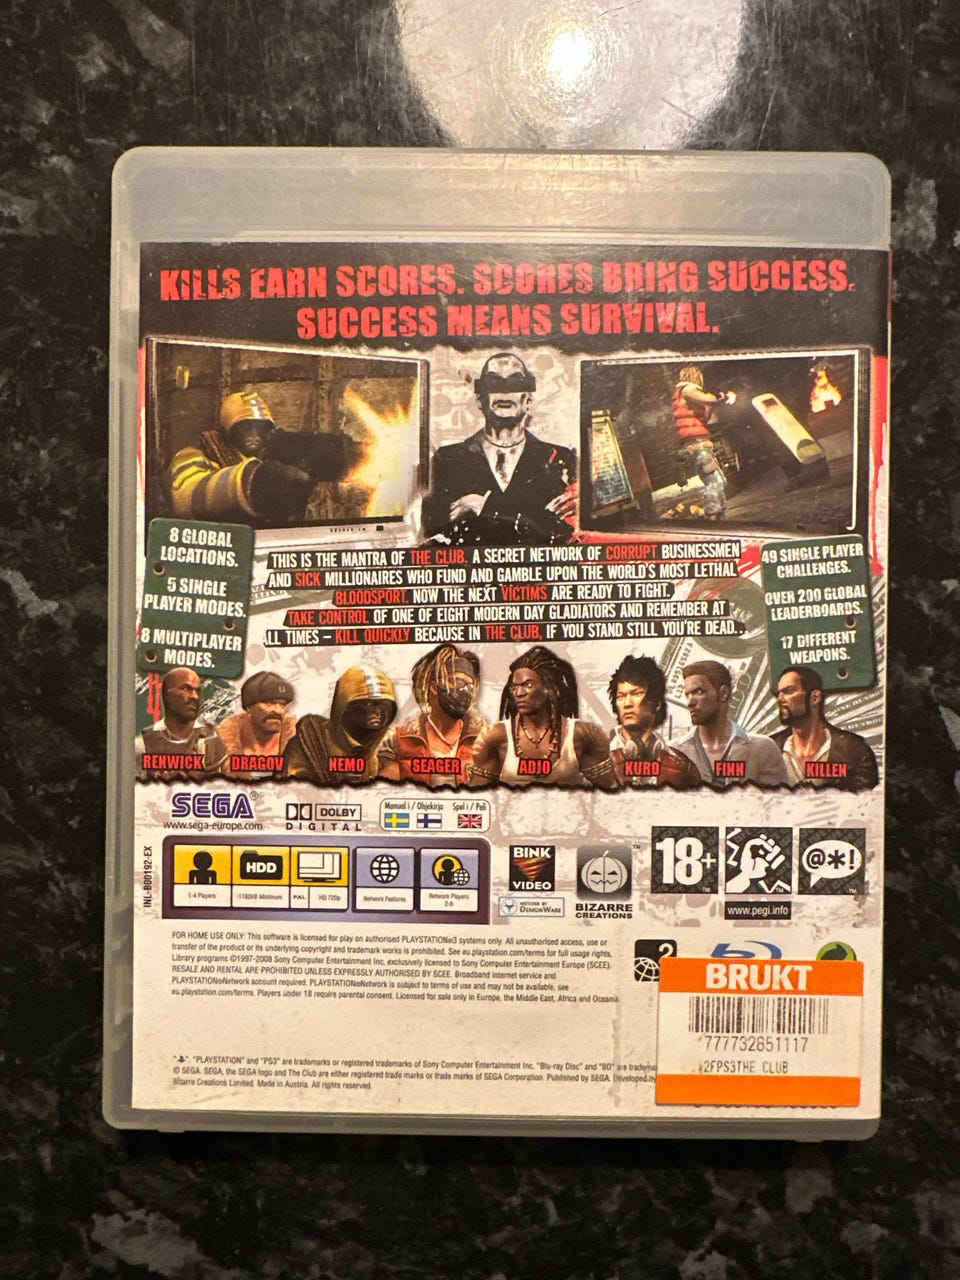 KILLS EARN SCORES. SCORES BRING SUCCESS.
SUCCESS MEANS SURVIVAL.
8 GLOBAL
LOCATIONS.
5 SINGLE
PLAYER MODES.
8 MULTIPLAYER
MODES.
THIS IS THE MANTRA OF THE CLUB. A SECRET NETWORK OF CORRUPT BUSINESSMEN
AND SICK MILLIONAIRES WHO FUND AND GAMBLE UPON THE WORLD'S MOST LETHAL
BLOODSPORT. NOW THE NEXT VICTIMS ARE READY TO FIGHT.
TAKE CONTROL OF ONE OF EIGHT MODERN DAY GLADIATORS AND REMEMBER AT
ALL TIMES – KILL QUICKLY BECAUSE IN THE CLUB, IF YOU STAND STILL YOU'RE DEAD...
49 SINGLE PLAYER
CHALLENGES.
OVER 200 GLOBAL
LEADERBOARDS.
17 DIFFERENT
WEAPONS.
RENWICK DRAGOV NEMO SEAGER ADJO KURO FINN KILLEN
SEGA®
www.sega-europe.com
DOLBY
DIGITAL
Manual i / Ohjekirja Spel i / Peli
INL-B00192-EX
HDD
1-4 Players
1192KB Minimum
PAL
HD 720p
Network Features
Network Players
2-8
BINK
VIDEO
NETCODE BY
DEMONWARE
BIZARRE
CREATIONS
TM
18+
@*!
www.pegi.info
FOR HOME USE ONLY: This software is licensed for play on authorised PLAYSTATION®3 systems only. All unauthorised access, use or
transfer of the product or its underlying copyright and trademark works is prohibited. See eu.playstation.com/terms for full usage rights.
Library programs ©1997-2008 Sony Computer Entertainment Inc. exclusively licensed to Sony Computer Entertainment Europe (SCEE).
RESALE AND RENTAL ARE PROHIBITED UNLESS EXPRESSLY AUTHORISED BY SCEE. Broadband internet service and
PLAYSTATION®Network account required. PLAYSTATION®Network is subject to terms of use and may not be available, see
eu.playstation.com/terms. Players under 18 require parental consent. Licensed for sale only in Europe, the Middle East, Africa and Oceania.
2
BRUKT
777732851117
2FPS3THE CLUB
", "PLAYSTATION" and "PS3" are trademarks or registered trademarks of Sony Computer Entertainment Inc. "Blu-ray Disc" and "BD" are
© SEGA. SEGA, the SEGA logo and The Club are either registered trade marks or trade marks of SEGA Corporation. Published by SEGA. Developed by
Bizarre Creations Limited. Made in Austria. All rights reserved.